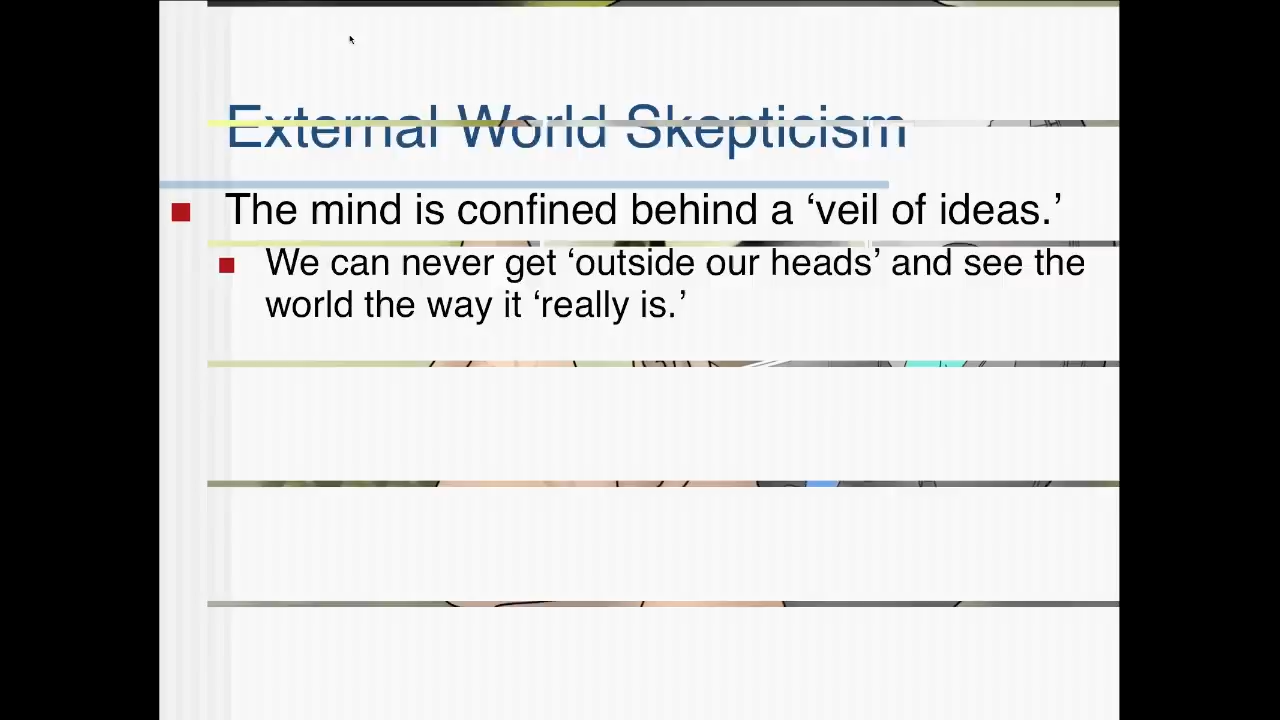 External World Skepticism
The mind is confined behind a ‘veil of ideas.’
We can never get ‘outside our heads’ and see the
world the way it ‘really is.’